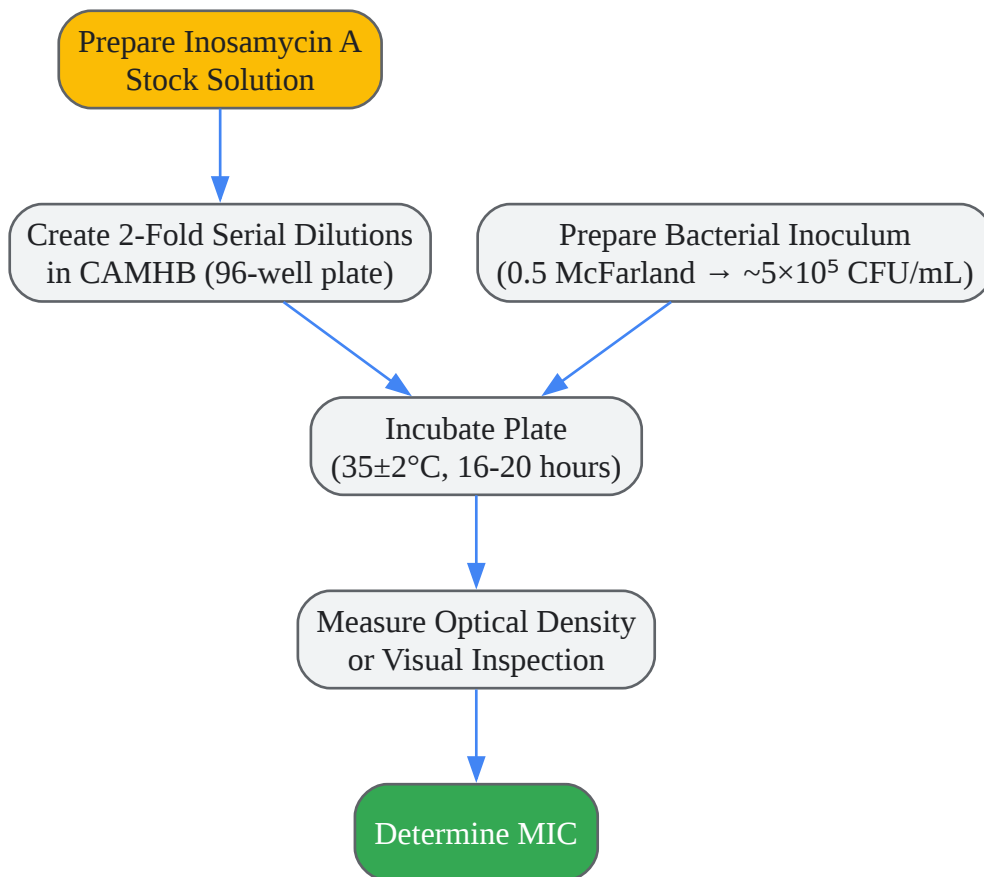 Prepare Inosamycin A
Stock Solution
Create 2-Fold Serial Dilutions
in CAMHB (96-well plate)
Prepare Bacterial Inoculum
(0.5 McFarland → ~5×10⁵ CFU/mL)
Incubate Plate
(35±2°C, 16-20 hours)
Measure Optical Density
or Visual Inspection
Determine MIC